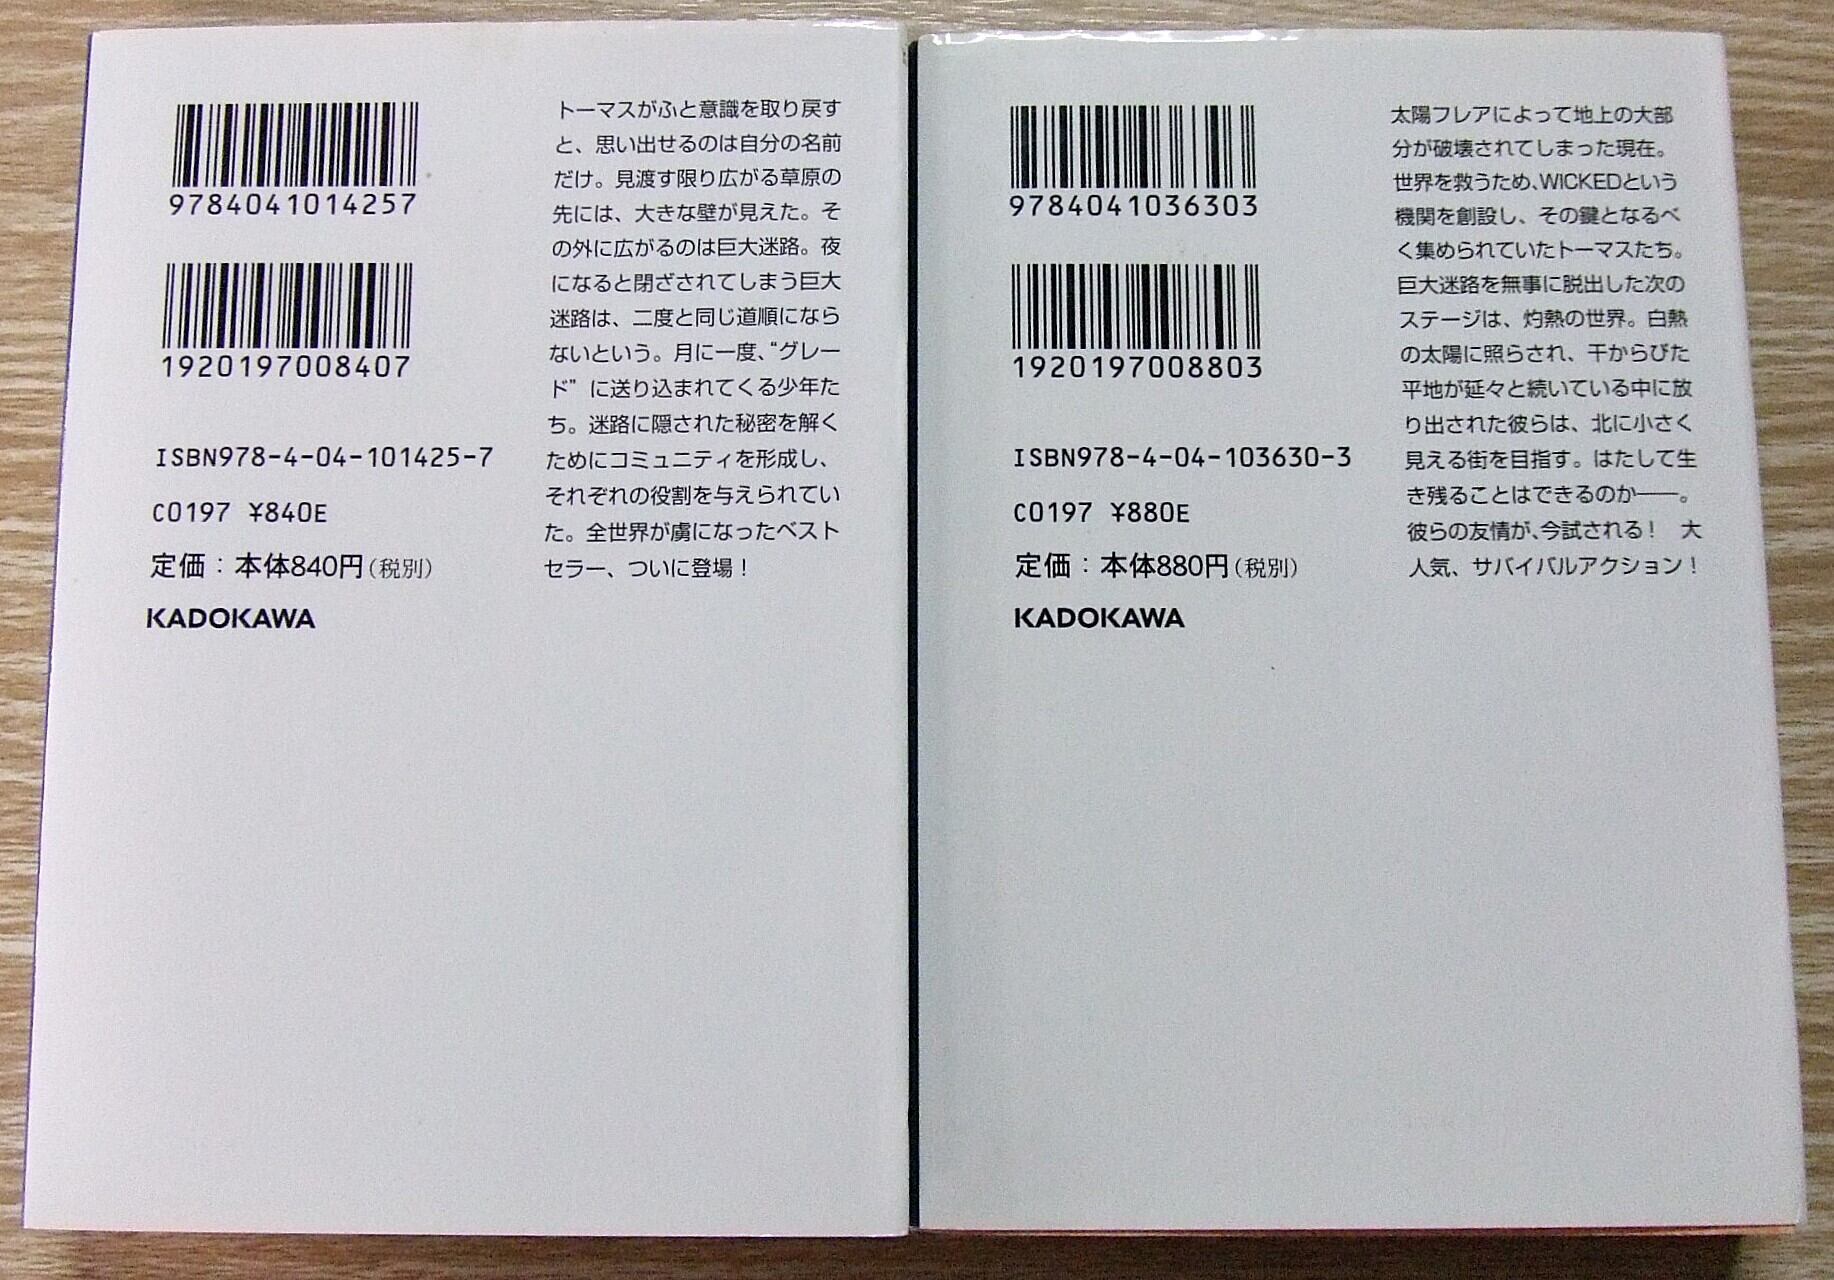 9784041014257
1920197008407
ISBN978-4-04-101425-7
C0197 ¥840E
定価：本体840円（税別）
KADOKAWA
トーマスがふと意識を取り戻す
と、思い出せるのは自分の名前
だけ。見渡す限り広がる草原の
先には、大きな壁が見えた。そ
の外に広がるのは巨大迷路。夜
になると閉ざされてしまう巨大
迷路は、二度と同じ道順になら
ないという。月に一度、“グレー
ド”に送り込まれてくる少年た
ち。迷路に隠された秘密を解く
ためにコミュニティを形成し、
それぞれの役割を与えられてい
た。全世界が虜になったベスト
セラー、ついに登場！
9784041036303
1920197008803
ISBN978-4-04-103630-3
C0197 ¥880E
定価：本体880円（税別）
KADOKAWA
太陽フレアによって地上の大部
分が破壊されてしまった現在。
世界を救うため、WICKEDという
機関を創設し、その鍵となるべ
く集められていたトーマスたち。
巨大迷路を無事に脱出した次の
ステージは、灼熱の世界。白熱
の太陽に照らされ、干からびた
平地が延々と続いている中に放
り出された彼らは、北に小さく
見える街を目指す。はたして生
き残ることはできるのか――。
彼らの友情が、今試される！　大
人気、サバイバルアクション！